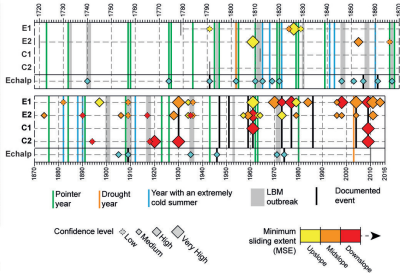 1720 1730 1740 1750 1760 1770 1780 1790 1800 1810 1820 1830 1840 1850 1860 1870
E1
E2
C1
C2
Echalp
E1
E2
C1
C2
Echalp
1870 1880 1890 1900 1910 1920 1930 1940 1950 1960 1970 1980 1990 2000 2010 2016
Pointer year
Drought year
Year with an extremely cold summer
LBM outbreak
Documented event
Confidence level
Low
Medium
High
Very High
Minimum sliding extent (MSE)
Upslope
Midslope
Downslope